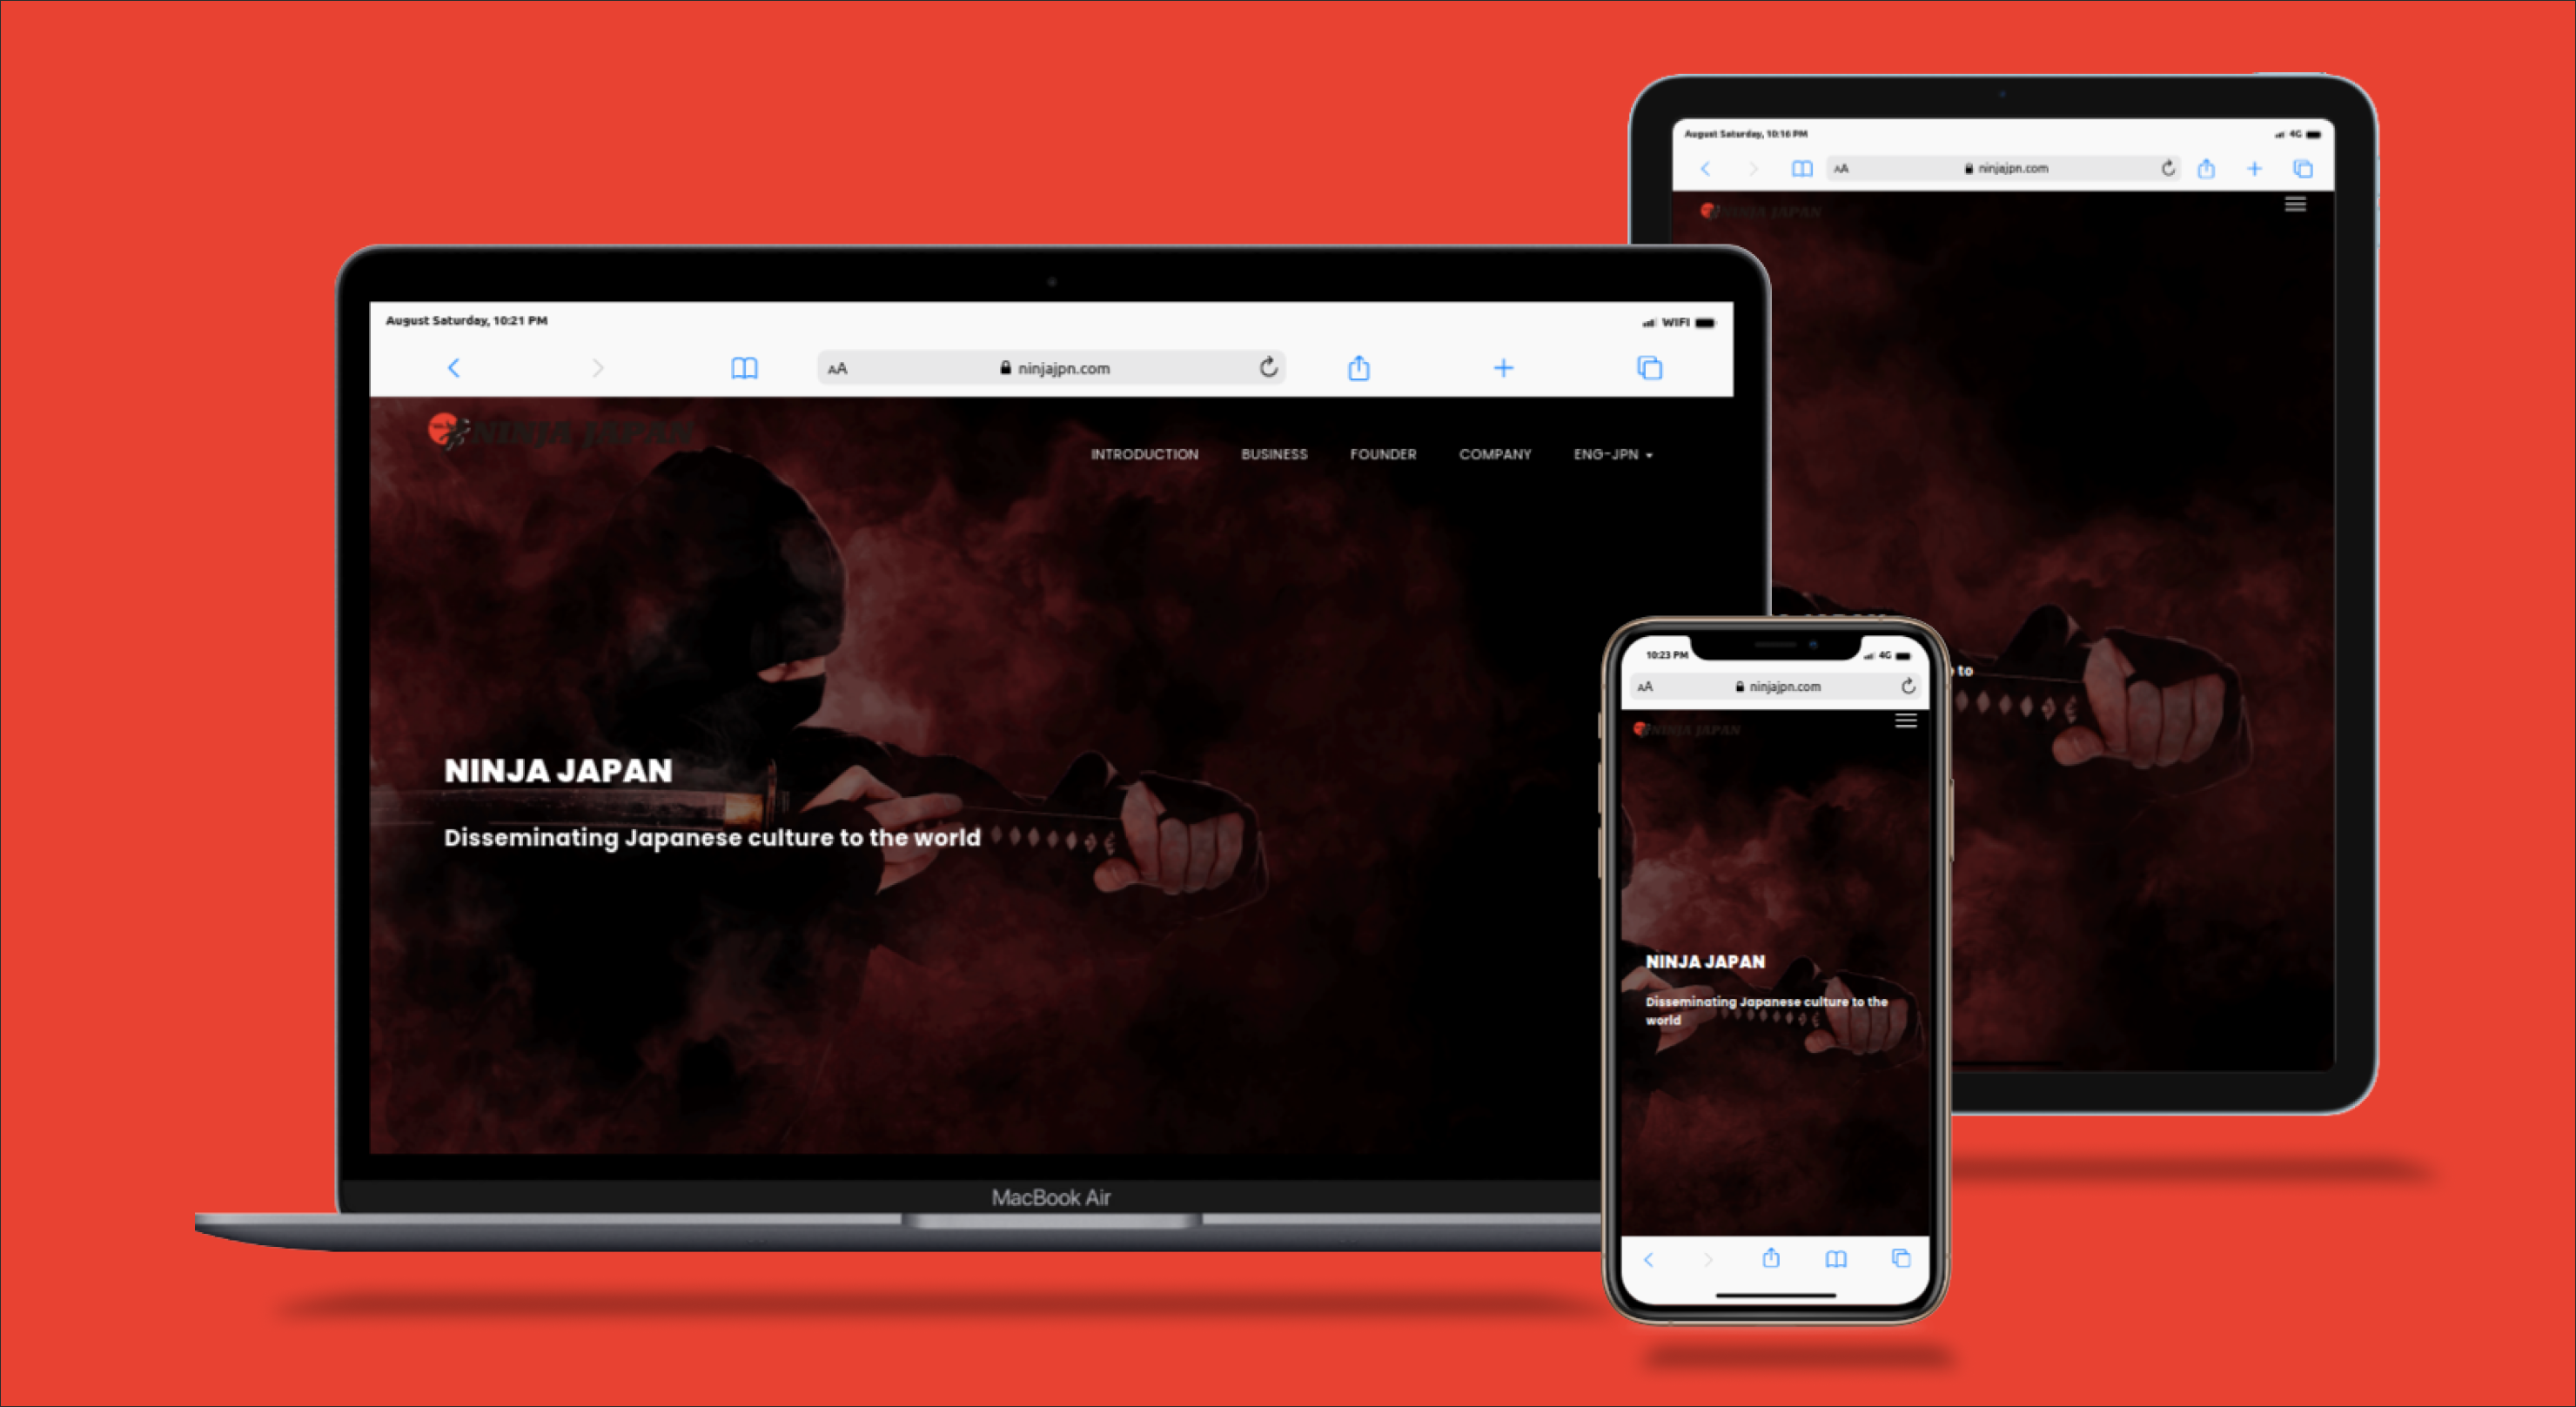 August Saturday, 10:16 PM
4G
AA
ninjajpn.com
NINJA JAPAN
to
August Saturday, 10:21 PM
WIFI
AA
ninjajpn.com
NINJA JAPAN
INTRODUCTION BUSINESS FOUNDER COMPANY ENG-JPN
NINJA JAPAN
Disseminating Japanese culture to the world
MacBook Air
10:23 PM
4G
AA
ninjajpn.com
NINJA JAPAN
NINJA JAPAN
Disseminating Japanese culture to the
world